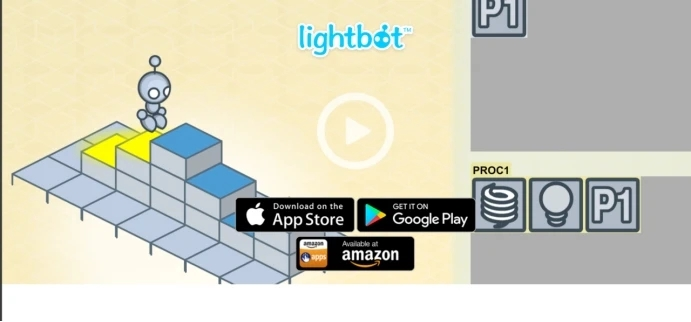 P1
lightbot™
PROC1
P1
Download on the
App Store
GET IT ON
Google Play
amazon
apps
Available at
amazon